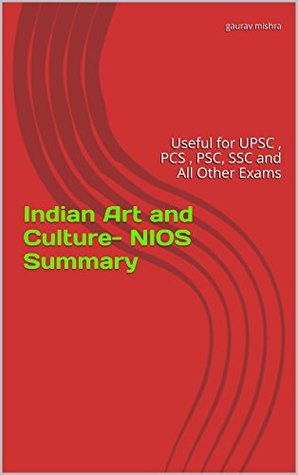 gaurav mishra
Useful for UPSC ,
PCS , PSC, SSC and
All Other Exams
Indian Art and
Culture- NIOS
Summary